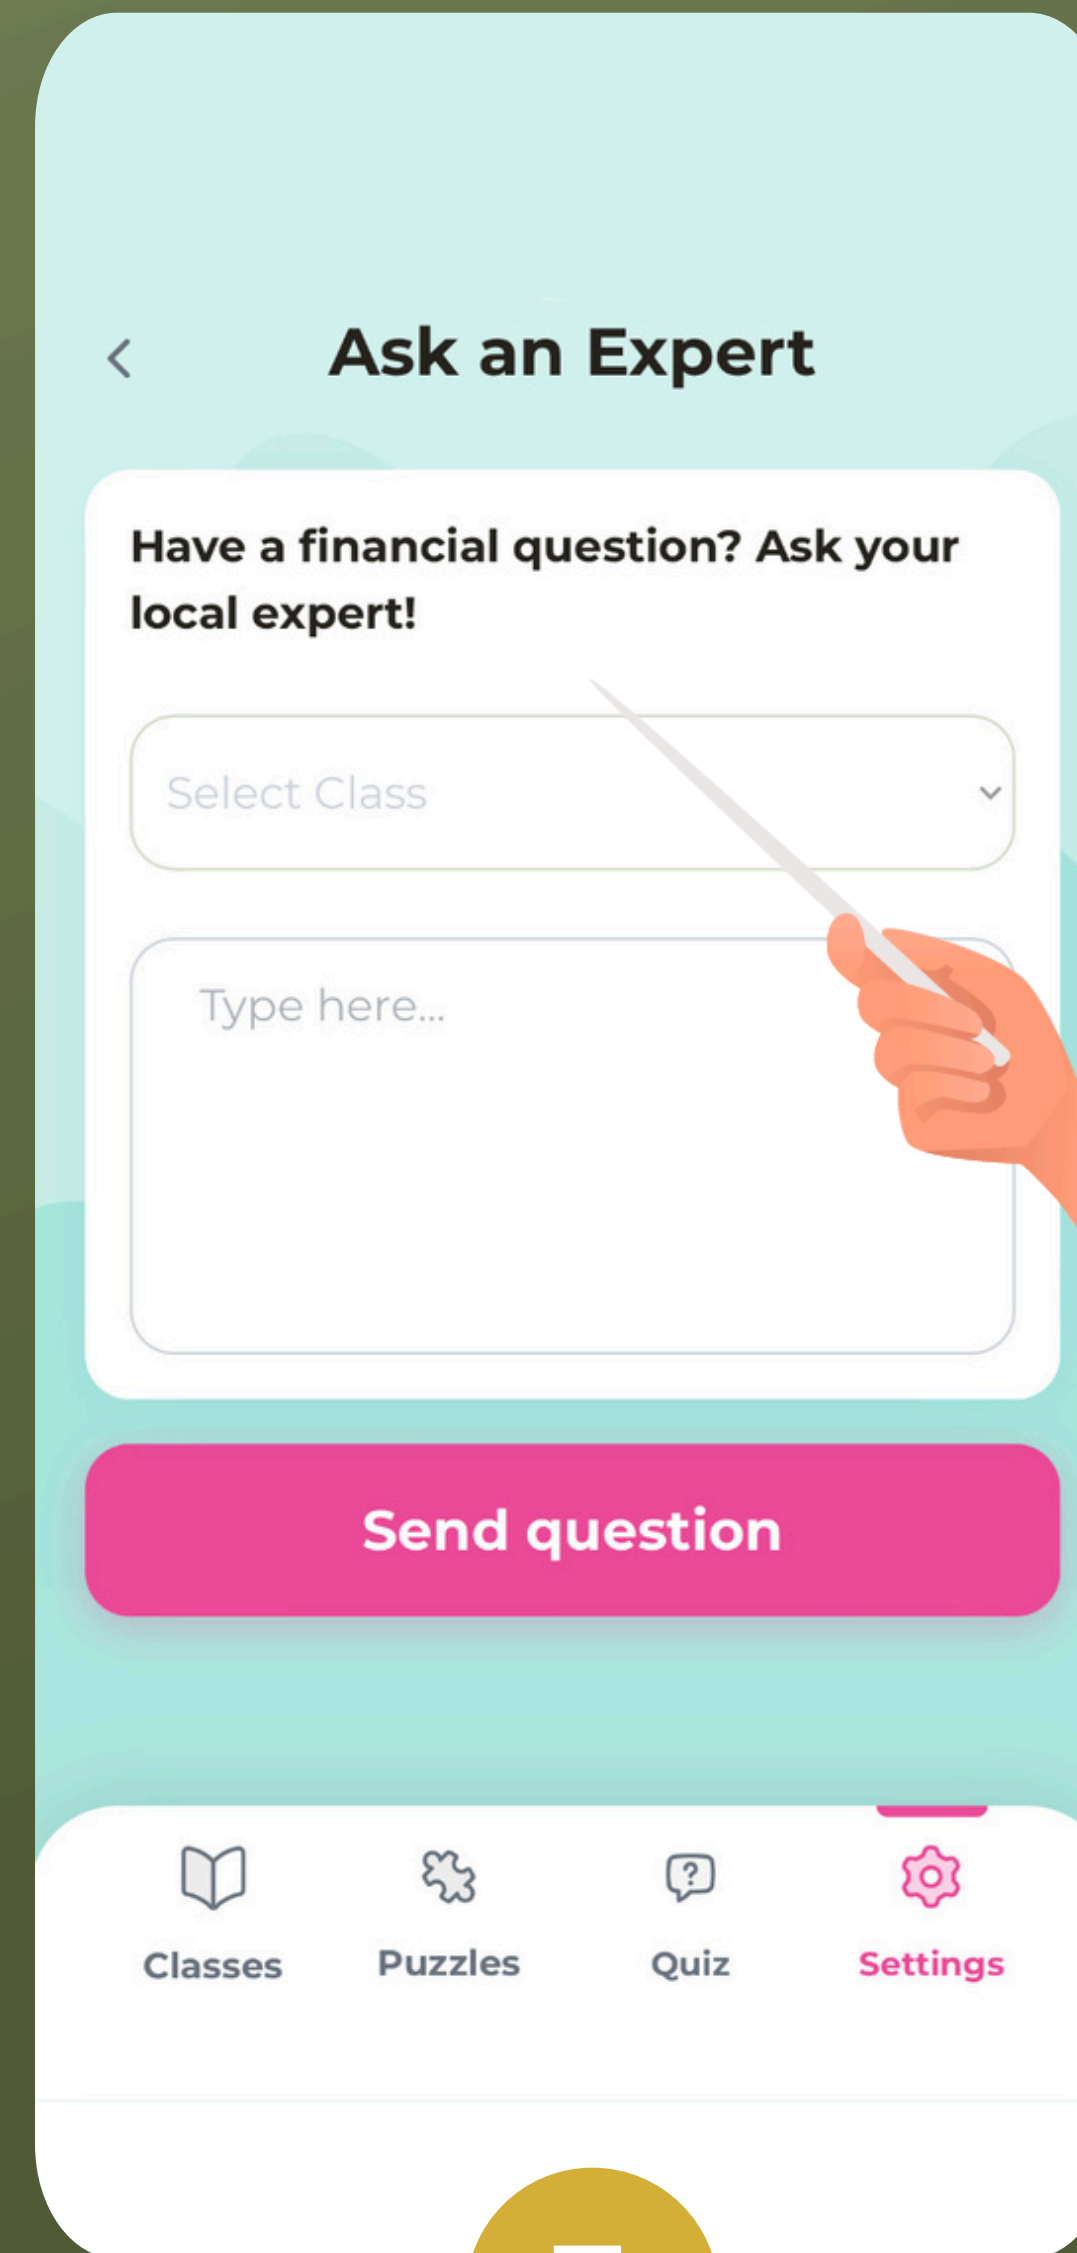 Ask an Expert
Have a financial question? Ask your
local expert!
Select Class
Type here...
Send question
Classes
Puzzles
Quiz
Settings